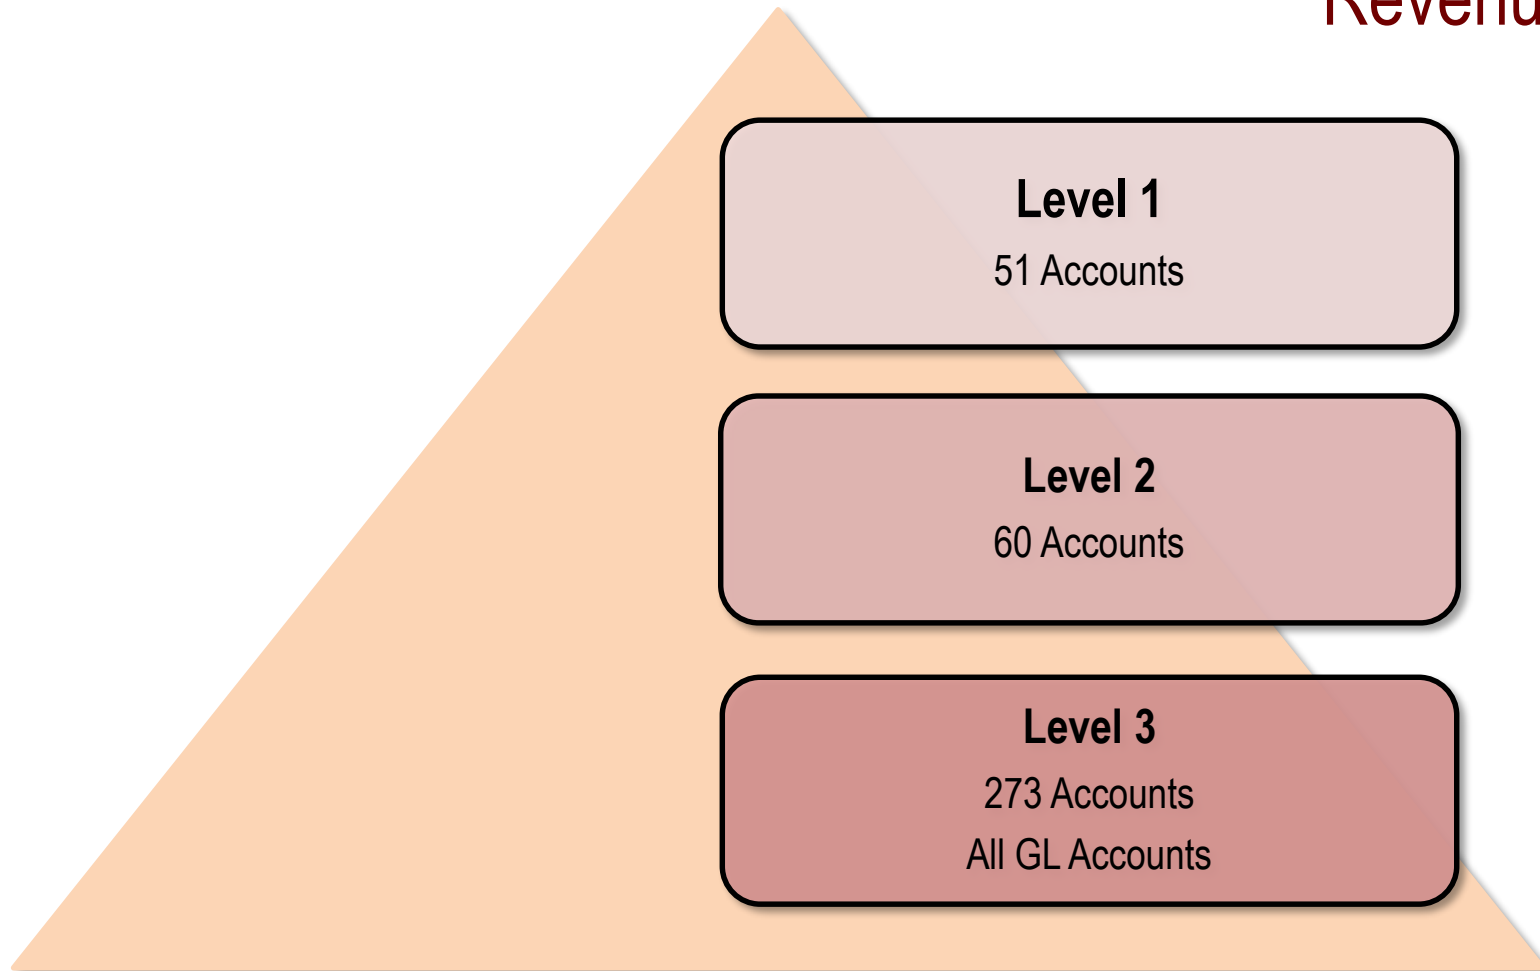 Level 1
51 Accounts
Level 2
60 Accounts
Level 3
273 Accounts
All GL Accounts